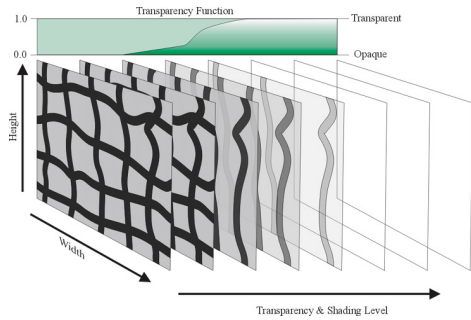 Transparency Function
1.0
Transparent
0.0
Opaque
Height
Width
Transparency & Shading Level